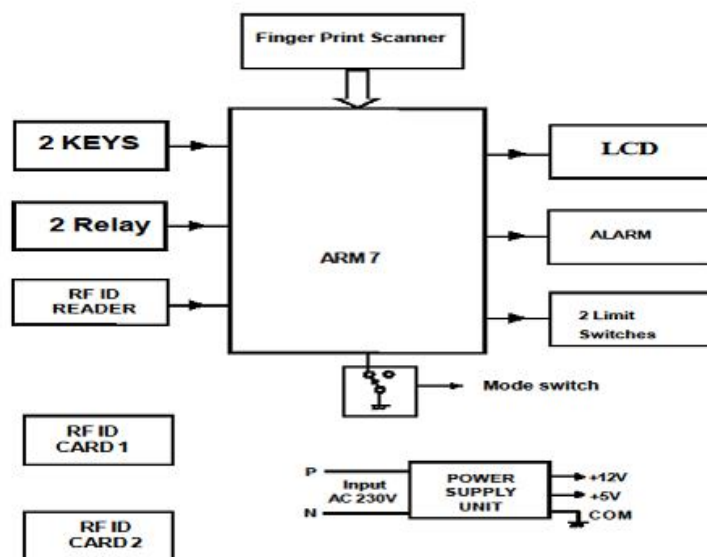 Finger Print Scanner
2 KEYS
LCD
2 Relay
ALARM
ARM 7
RF ID
READER
2 Limit
Switches
Mode switch
RF ID
CARD 1
P
Input
AC 230V
N
POWER
SUPPLY
UNIT
+12V
+5V
COM
RF ID
CARD 2